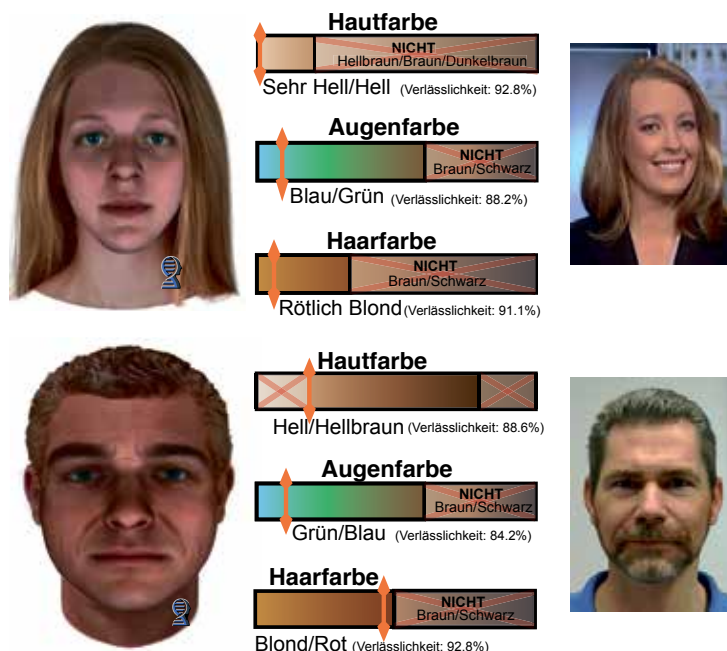 Hautfarbe
NICHT
Hellbraun/Braun/Dunkelbraun
Sehr Hell/Hell (Verlässlichkeit: 92.8%)
Augenfarbe
NICHT
Braun/Schwarz
Blau/Grün (Verlässlichkeit: 88.2%)
Haarfarbe
NICHT
Braun/Schwarz
Rötlich Blond (Verlässlichkeit: 91.1%)
Hautfarbe
Hell/Hellbraun (Verlässlichkeit: 88.6%)
Augenfarbe
NICHT
Braun/Schwarz
Grün/Blau (Verlässlichkeit: 84.2%)
Haarfarbe
NICHT
Braun/Schwarz
Blond/Rot (Verlässlichkeit: 92.8%)